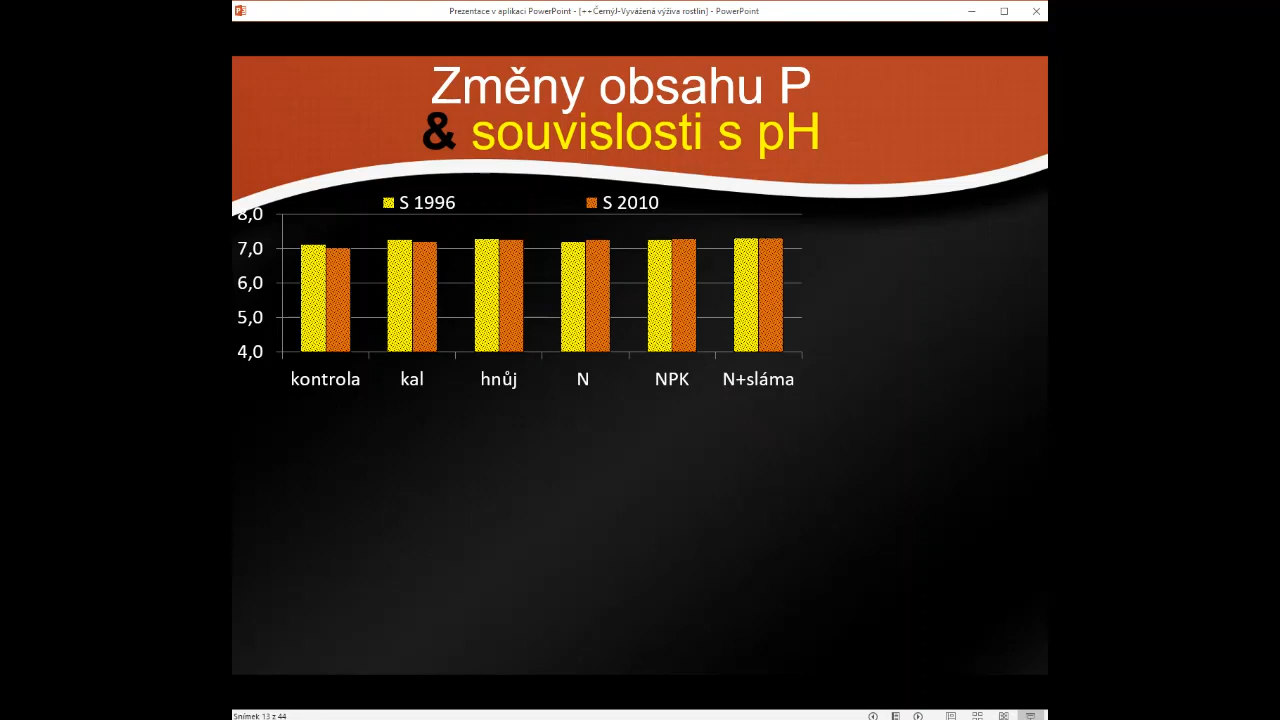 Prezentace v aplikaci PowerPoint - [++ČernýJ-Vyvážená výživa rostlin] - PowerPoint
Změny obsahu P
& souvislosti s pH
S 1996 S 2010
8,0
7,0
6,0
5,0
4,0
kontrola kal hnůj N NPK N+sláma
Snímek 13 z 44